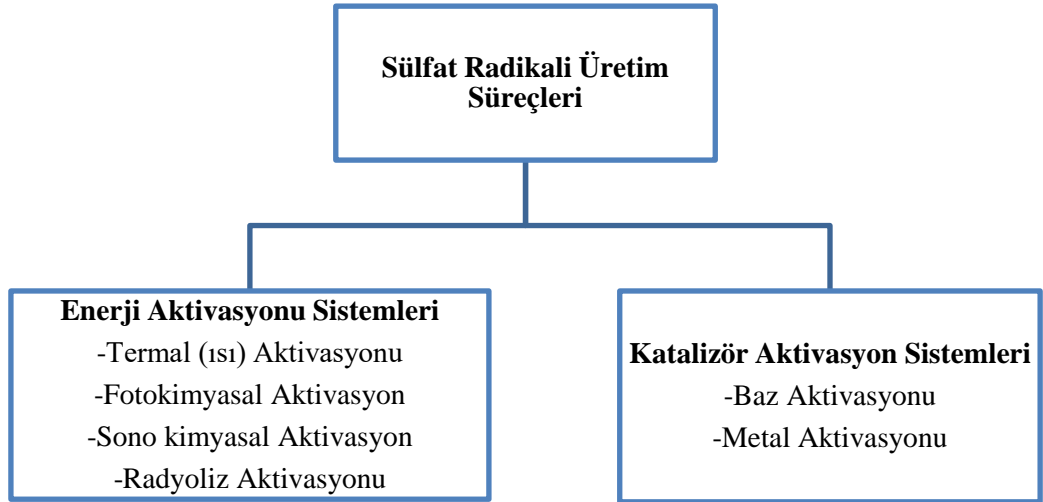 Sülfat Radikali Üretim
Süreçleri
Enerji Aktivasyonu Sistemleri
-Termal (ısı) Aktivasyonu
-Fotokimyasal Aktivasyon
-Sono kimyasal Aktivasyon
-Radyoliz Aktivasyonu
Katalizör Aktivasyon Sistemleri
-Baz Aktivasyonu
-Metal Aktivasyonu